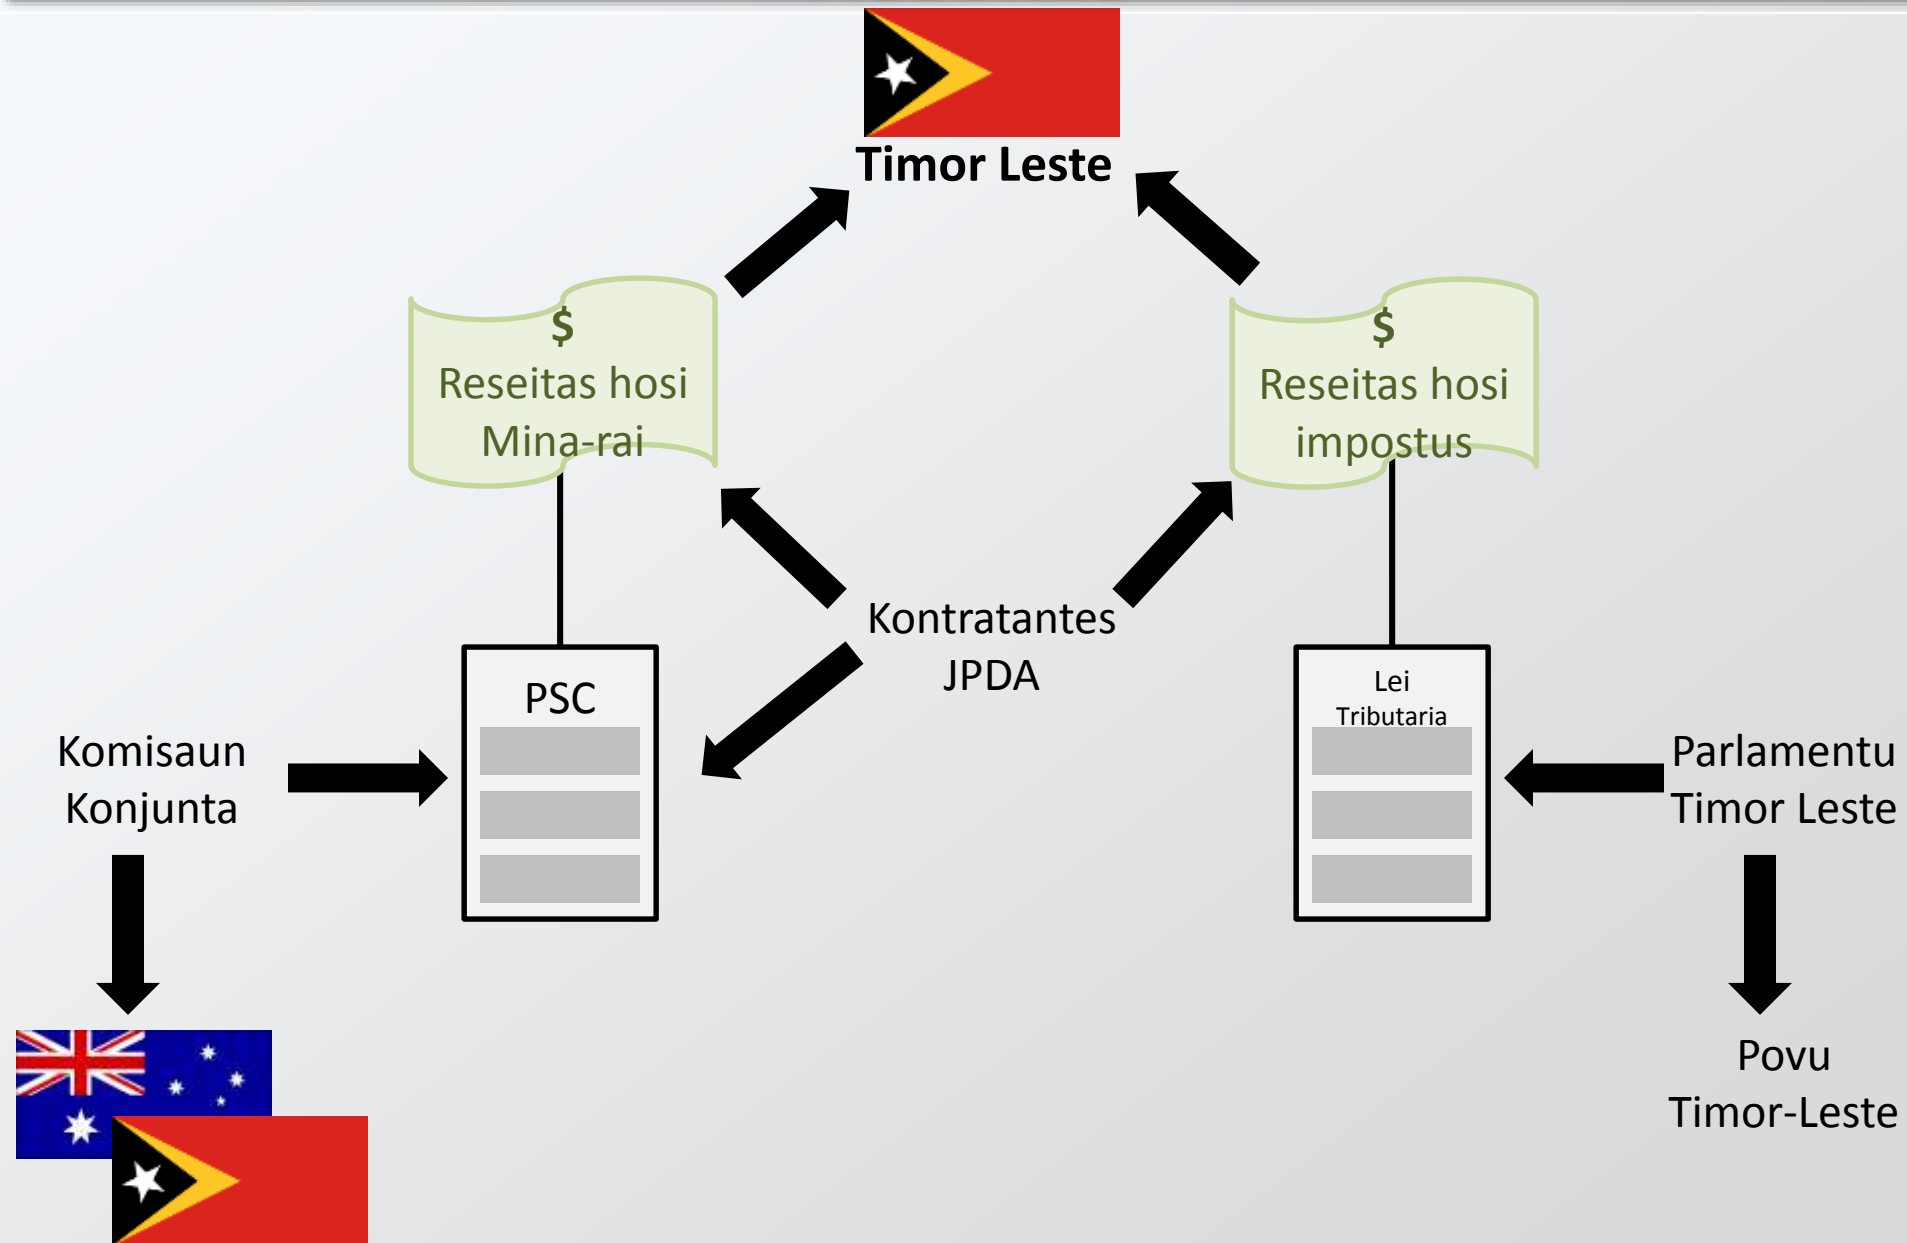 Timor Leste
$
Reseitas hosi
Mina-rai
$
Reseitas hosi
impostus
Kontratantes
JPDA
PSC
Lei
Tributaria
Komisaun
Konjunta
Parlamentu
Timor Leste
Povu
Timor-Leste